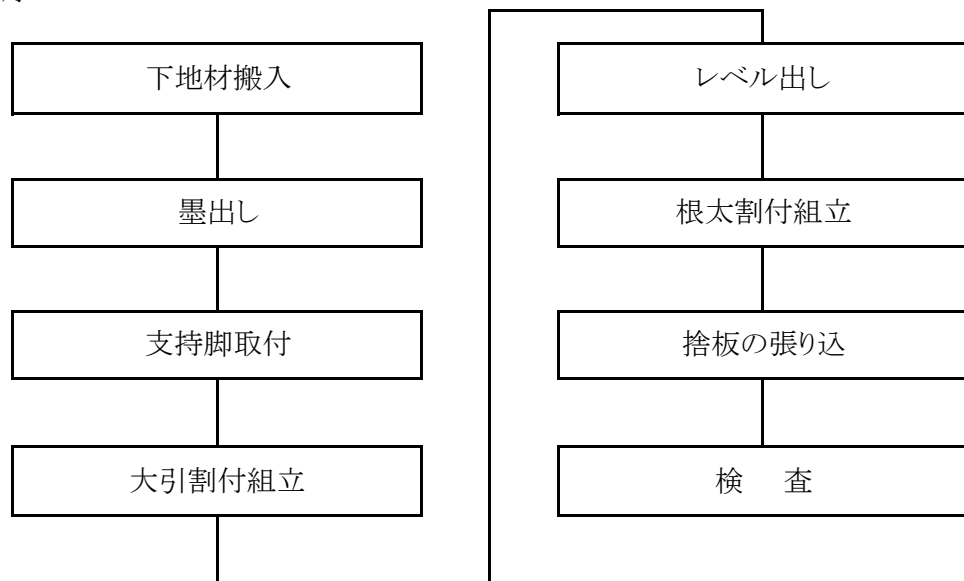 下地材搬入
墨出し
支持脚取付
大引割付組立
レベル出し
根太割付組立
捨板の張り込
検 査